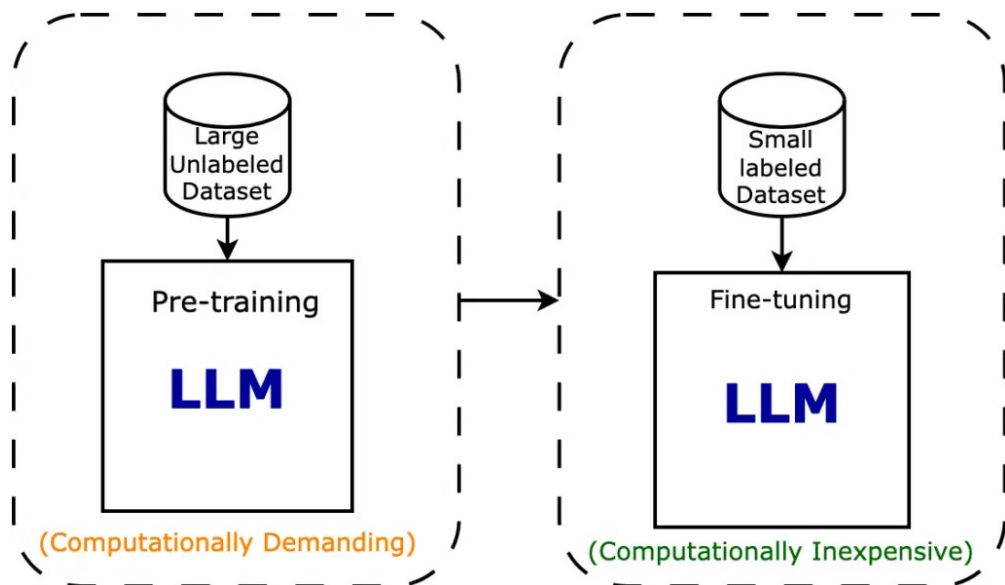 Large
Unlabeled
Dataset
Pre-training
LLM
(Computationally Demanding)
Small
labeled
Dataset
Fine-tuning
LLM
(Computationally Inexpensive)